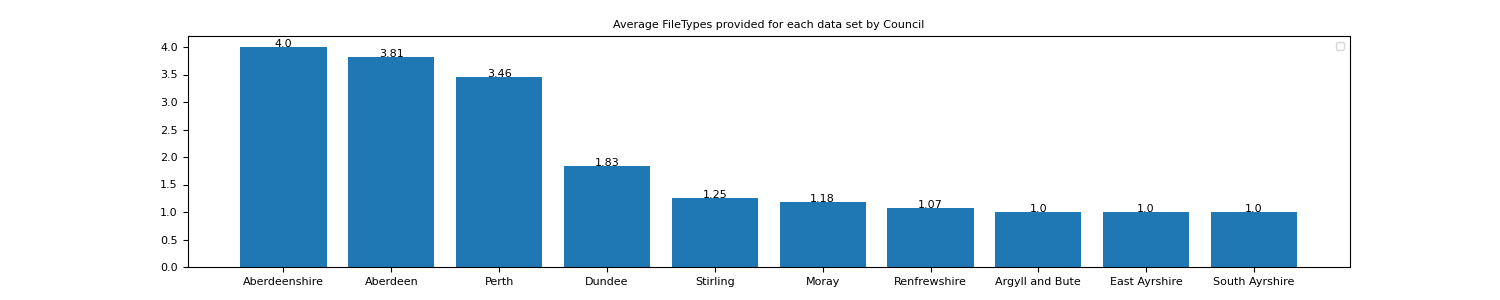 Average FileTypes provided for each data set by Council
4.0
3.5
3.0
2.5
2.0
1.5
1.0
0.5
0.0
4.0
3.81
3.46
1.83
1.25
1.18
1.07
1.0
1.0
1.0
Aberdeenshire
Aberdeen
Perth
Dundee
Stirling
Moray
Renfrewshire
Argyll and Bute
East Ayrshire
South Ayrshire